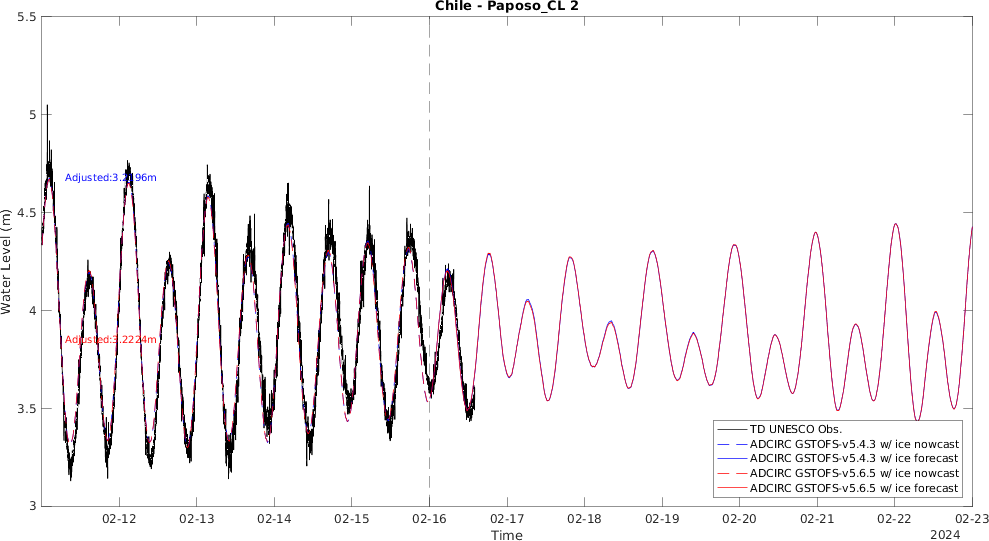 Chile - Paposo_CL 2
5.5
5
4.5
4
3.5
3
Water Level (m)
Adjusted:3.2196m
Adjusted:3.2224m
TD UNESCO Obs.
ADCIRC GSTOFS-v5.4.3 w/ ice nowcast
ADCIRC GSTOFS-v5.4.3 w/ ice forecast
ADCIRC GSTOFS-v5.6.5 w/ ice nowcast
ADCIRC GSTOFS-v5.6.5 w/ ice forecast
02-12 02-13 02-14 02-15 02-16 02-17 02-18 02-19 02-20 02-21 02-22 02-23
Time
2024